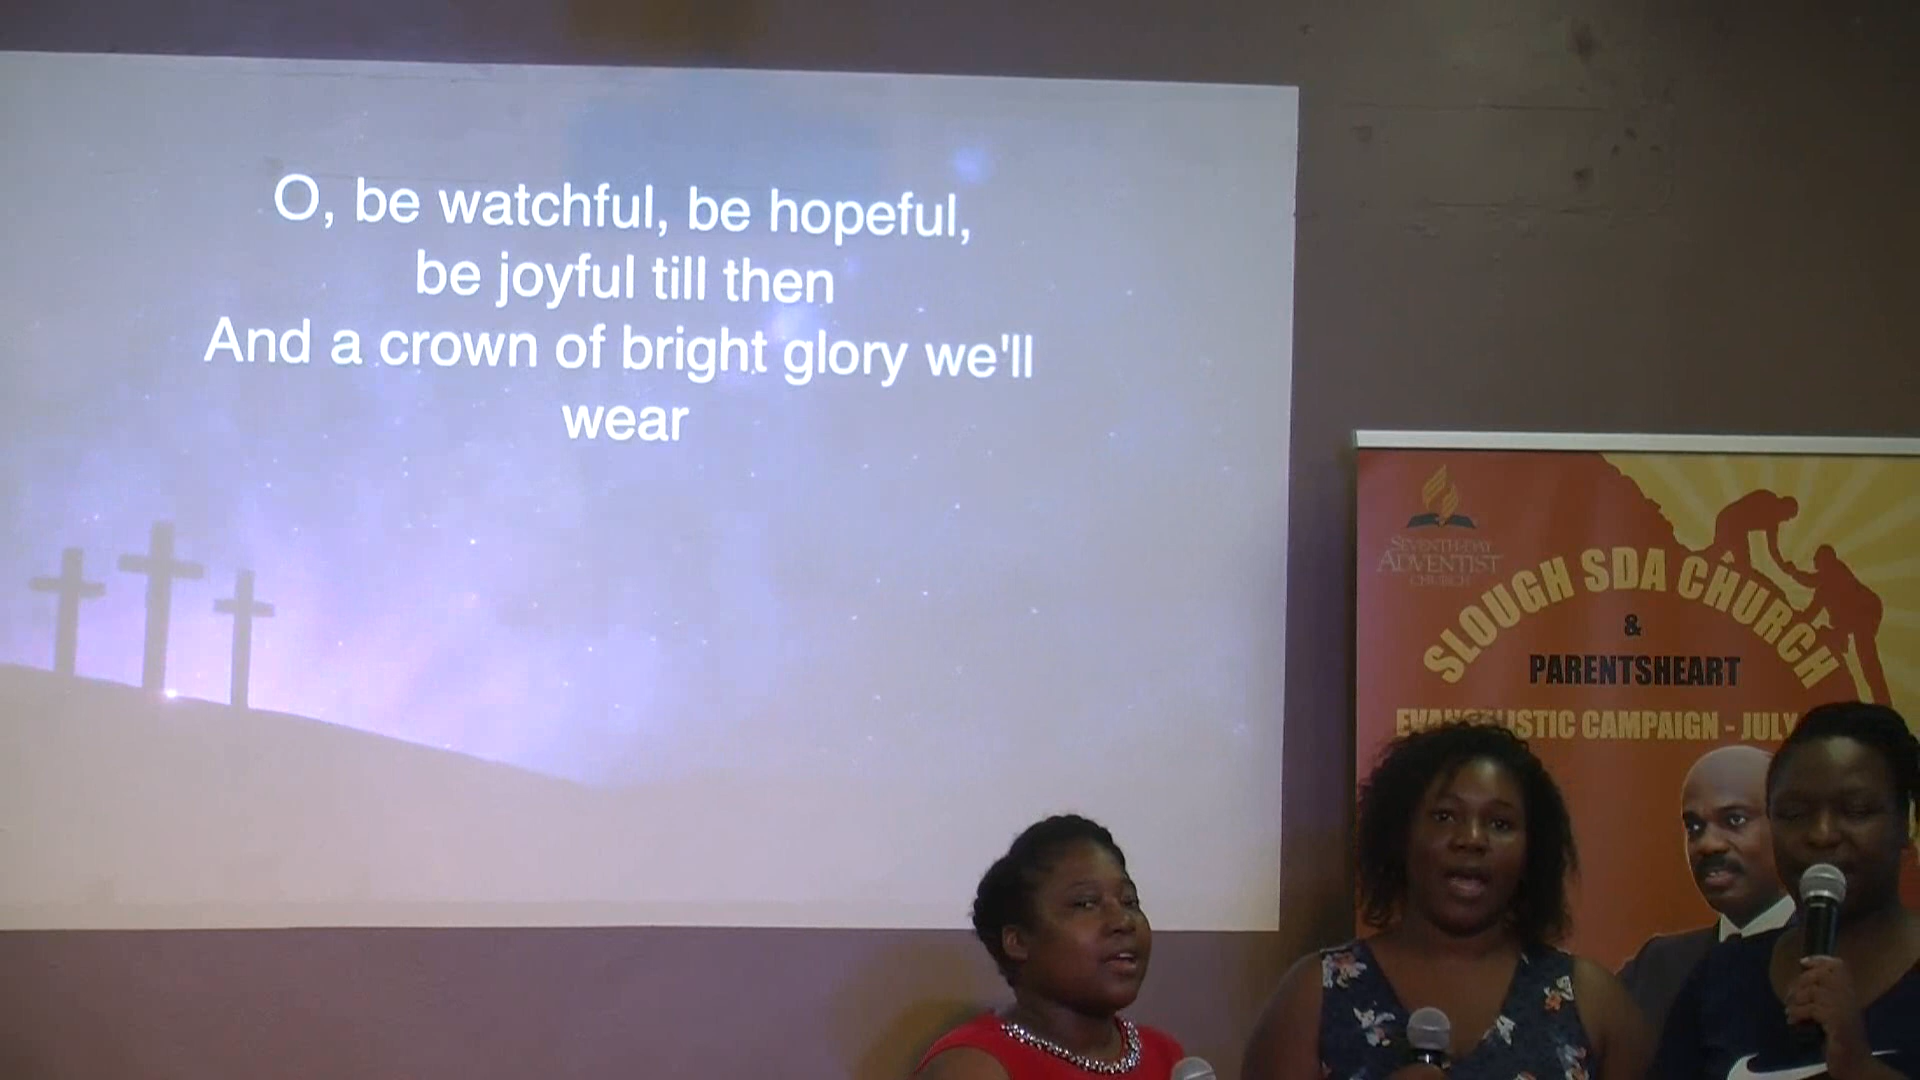 O, be watchful, be hopeful,
be joyful till then
And a crown of bright glory we'll
wear
SEVENTH-DAY
ADVENTIST
CHURCH
SLOUGH SDA CHURCH
&
PARENTSHEART
EVANGELISTIC CAMPAIGN - JULY